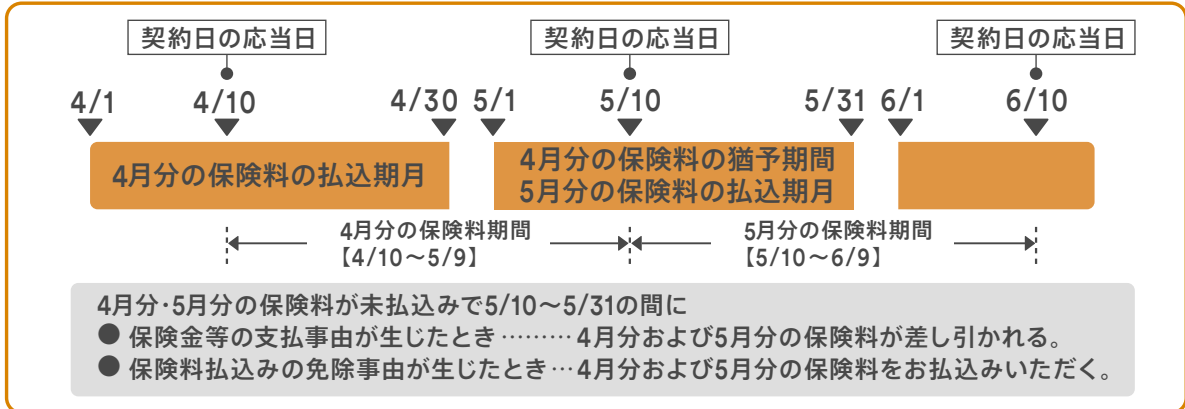 契約日の応当日 契約日の応当日 契約日の応当日
4/1 4/10 4/30 5/1 5/10 5/31 6/1 6/10
4月分の保険料の払込期月
4月分の保険料の猶予期間
5月分の保険料の払込期月
4月分の保険料期間
【4/10～5/9】
5月分の保険料期間
【5/10～6/9】
4月分・5月分の保険料が未払込みで5/10～5/31の間に
● 保険金等の支払事由が生じたとき………4月分および5月分の保険料が差し引かれる。
● 保険料払込みの免除事由が生じたとき…4月分および5月分の保険料をお払込みいただく。